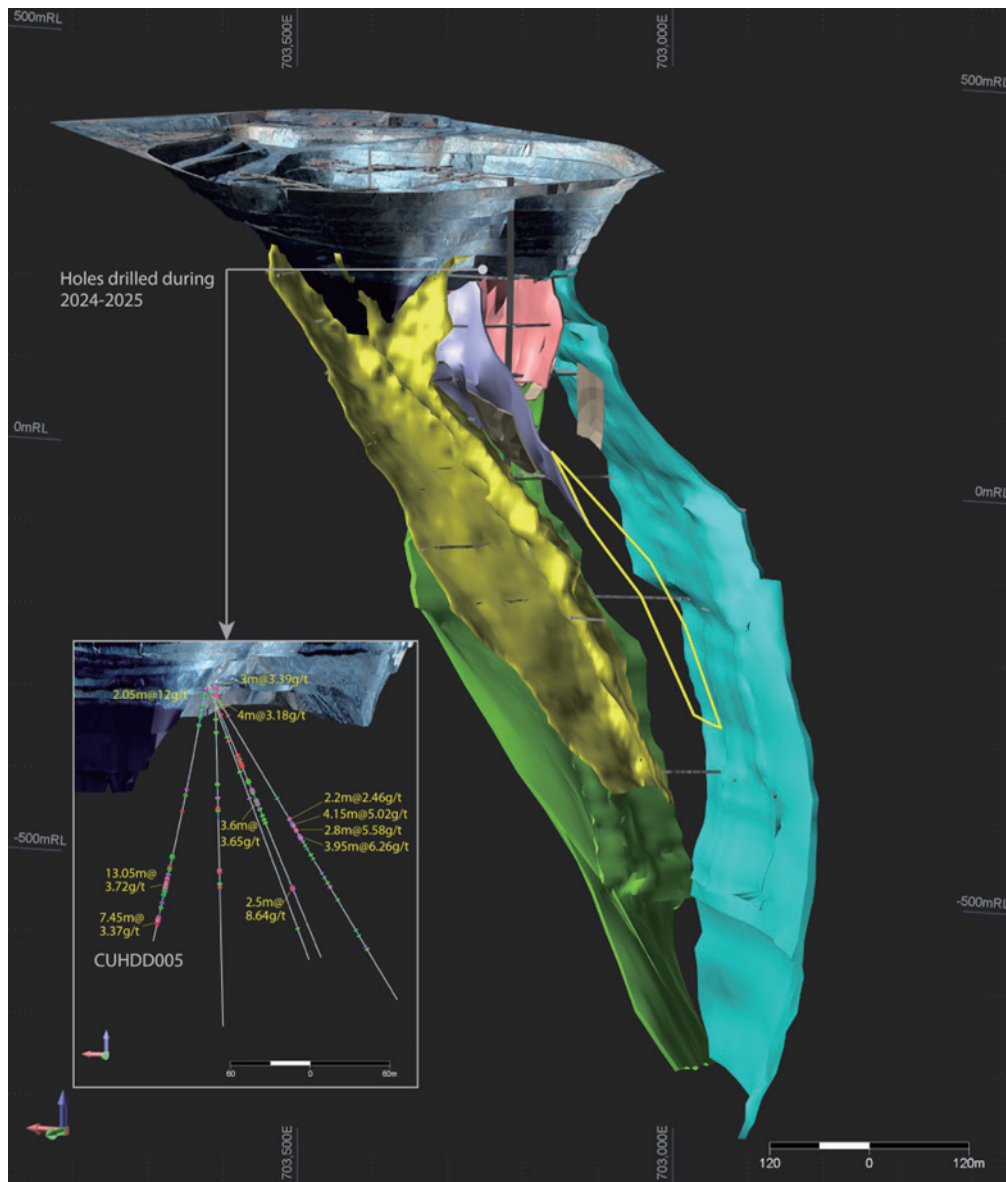 500mRL
703,500E
703,000E
500mRL
Holes drilled during
2024-2025
0mRL
0mRL
3m@3.39g/t
2.05m@12g/t
4m@3.18g/t
2.2m@2.46g/t
4.15m@5.02g/t
2.8m@5.58g/t
3.95m@6.26g/t
3.6m@
3.65g/t
13.05m@
3.72g/t
2.5m@
8.64g/t
7.45m@
3.37g/t
CUHDD005
-500mRL
-500mRL
60 0 60m
703,500E
703,000E
120 0 120m